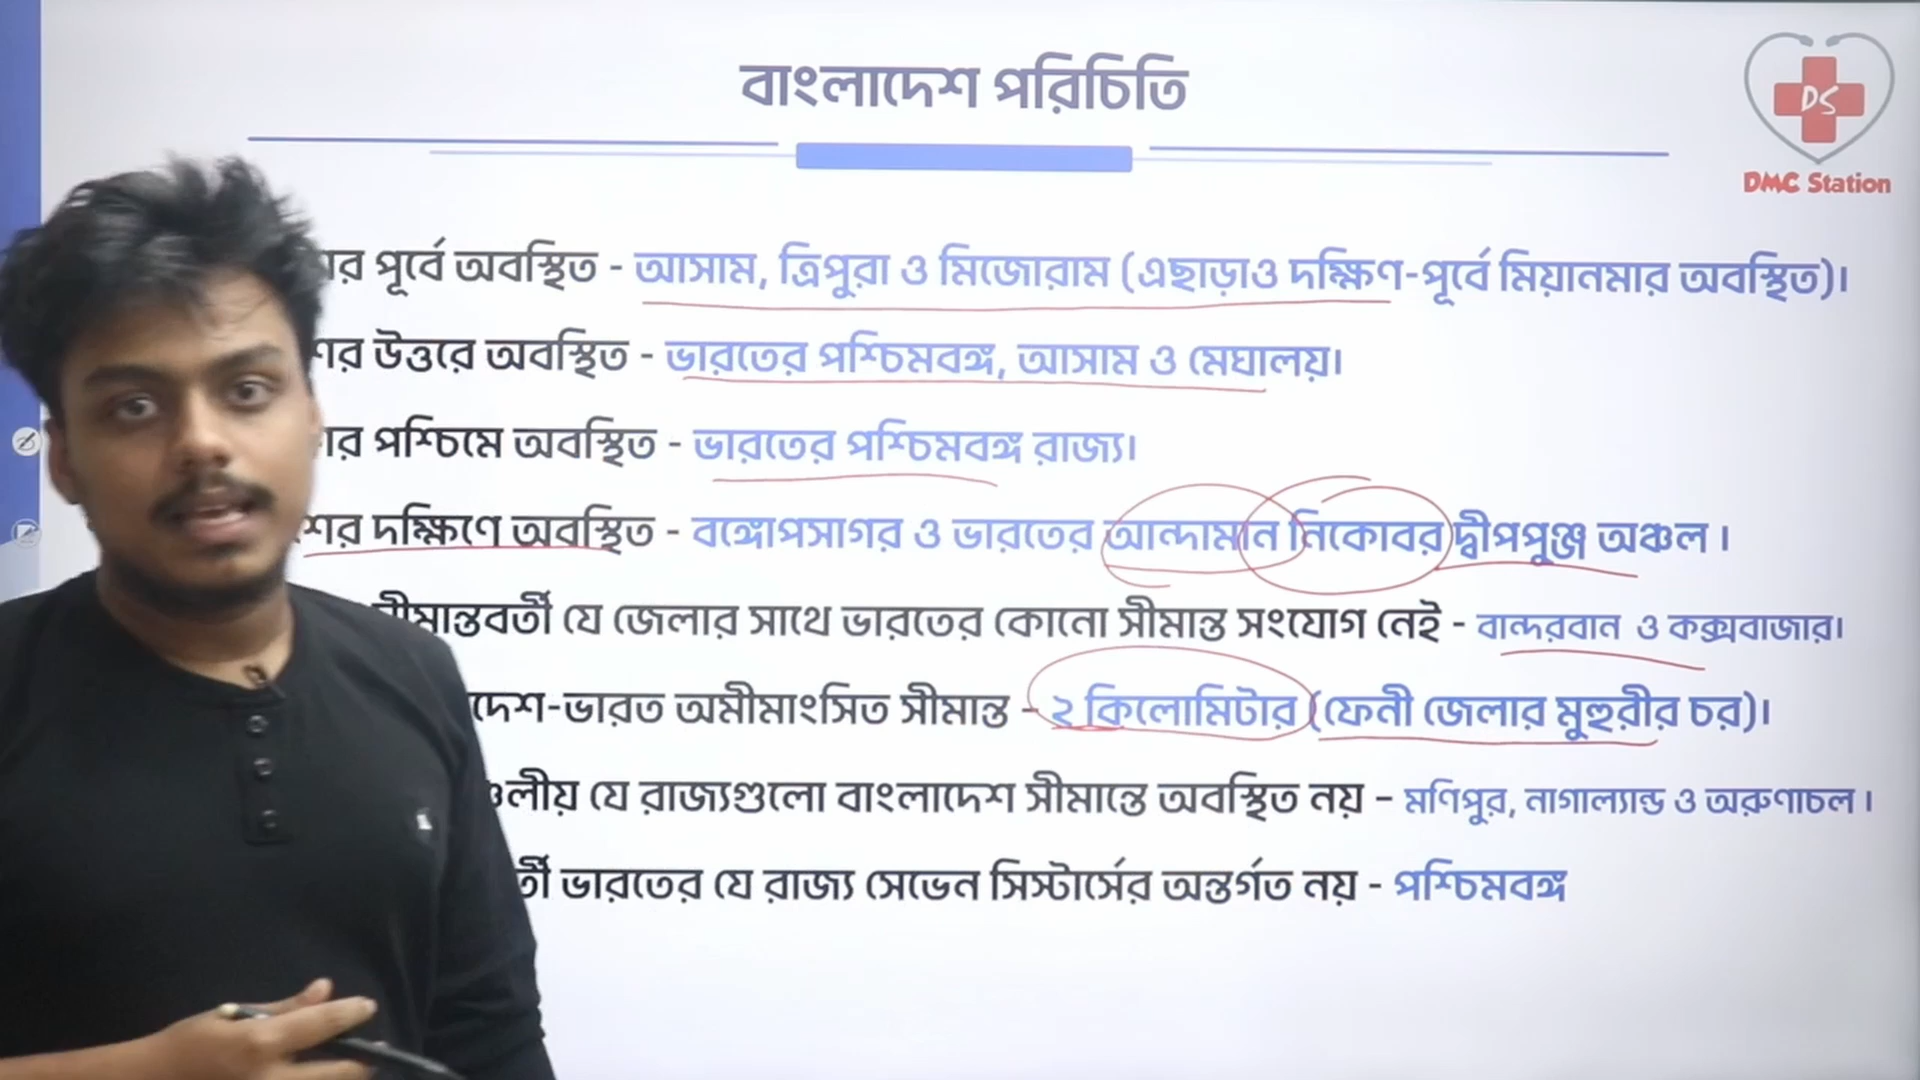 বাংলাদেশ পরিচিতি
DS
DMC Station
পূর্বে অবস্থিত - আসাম, ত্রিপুরা ও মিজোরাম (এছাড়াও দক্ষিণ-পূর্বে মিয়ানমার অবস্থিত)।
উত্তরে অবস্থিত - ভারতের পশ্চিমবঙ্গ, আসাম ও মেঘালয়।
পশ্চিমে অবস্থিত - ভারতের পশ্চিমবঙ্গ রাজ্য।
দক্ষিণে অবস্থিত - বঙ্গোপসাগর ও ভারতের আন্দামান নিকোবর দ্বীপপুঞ্জ অঞ্চল।
সীমান্তবর্তী যে জেলার সাথে ভারতের কোনো সীমান্ত সংযোগ নেই - বান্দরবান ও কক্সবাজার।
দেশ-ভারত অমীমাংসিত সীমান্ত - ২ কিলোমিটার (ফেনী জেলার মুহুরীর চর)।
যে রাজ্যগুলো বাংলাদেশ সীমান্তে অবস্থিত নয় – মণিপুর, নাগাল্যান্ড ও অরুণাচল।
ভারতের যে রাজ্য সেভেন সিস্টার্সের অন্তর্গত নয় - পশ্চিমবঙ্গ